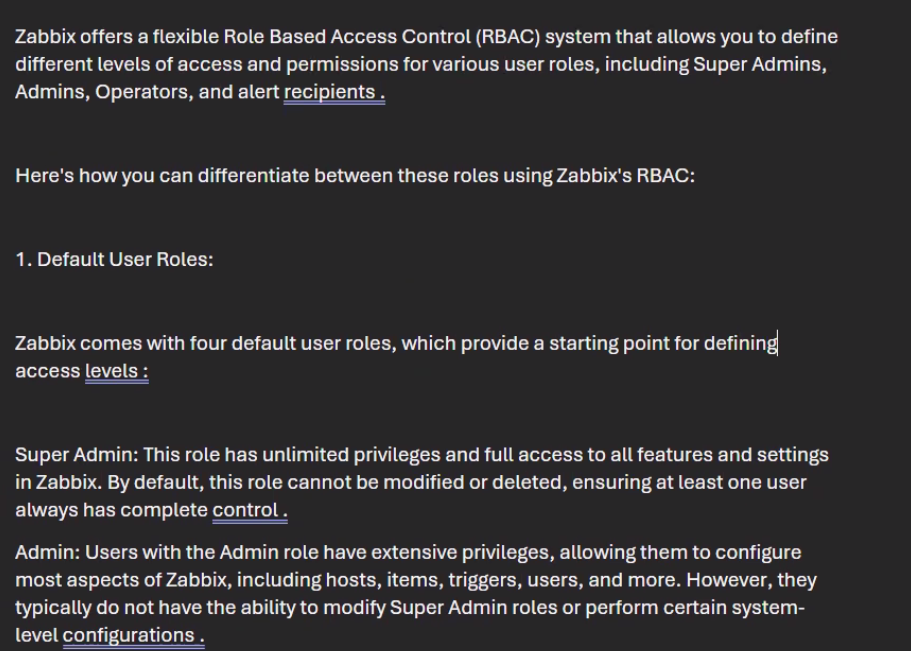 Zabbix offers a flexible Role Based Access Control (RBAC) system that allows you to define
different levels of access and permissions for various user roles, including Super Admins,
Admins, Operators, and alert recipients .
Here's how you can differentiate between these roles using Zabbix's RBAC:
1. Default User Roles:
Zabbix comes with four default user roles, which provide a starting point for defining
access levels :
Super Admin: This role has unlimited privileges and full access to all features and settings
in Zabbix. By default, this role cannot be modified or deleted, ensuring at least one user
always has complete control .
Admin: Users with the Admin role have extensive privileges, allowing them to configure
most aspects of Zabbix, including hosts, items, triggers, users, and more. However, they
typically do not have the ability to modify Super Admin roles or perform certain system-
level configurations .